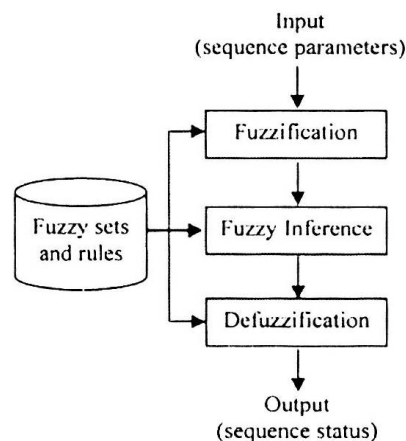 Input
(sequence parameters)
Fuzzification
Fuzzy sets
and rules
Fuzzy Inference
Defuzzification
Output
(sequence status)